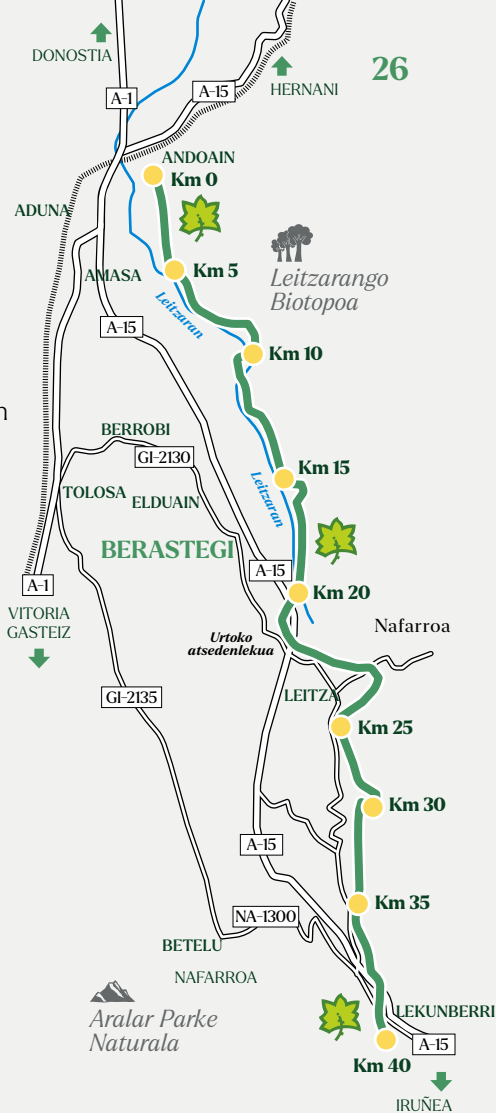 DONOSTIA
26
A-1
A-15
HERNANI
ANDOAIN
Km 0
ADUNA
AMASA
Km 5
Leitzarango
Biotopoa
Leitzaran
A-15
Km 10
n
BERROBI
GI-2130
Km 15
TOLOSA
ELDUAIN
Leitzaran
BERASTEGI
A-15
A-1
Km 20
VITORIA
GASTEIZ
Urtoko
atsedenlekua
Nafarroa
GI-2135
LEITZA
Km 25
Km 30
A-15
Km 35
NA-1300
BETELU
NAFARROA
Aralar Parke
Naturala
LEKUNBERRI
A-15
Km 40
IRUÑEA